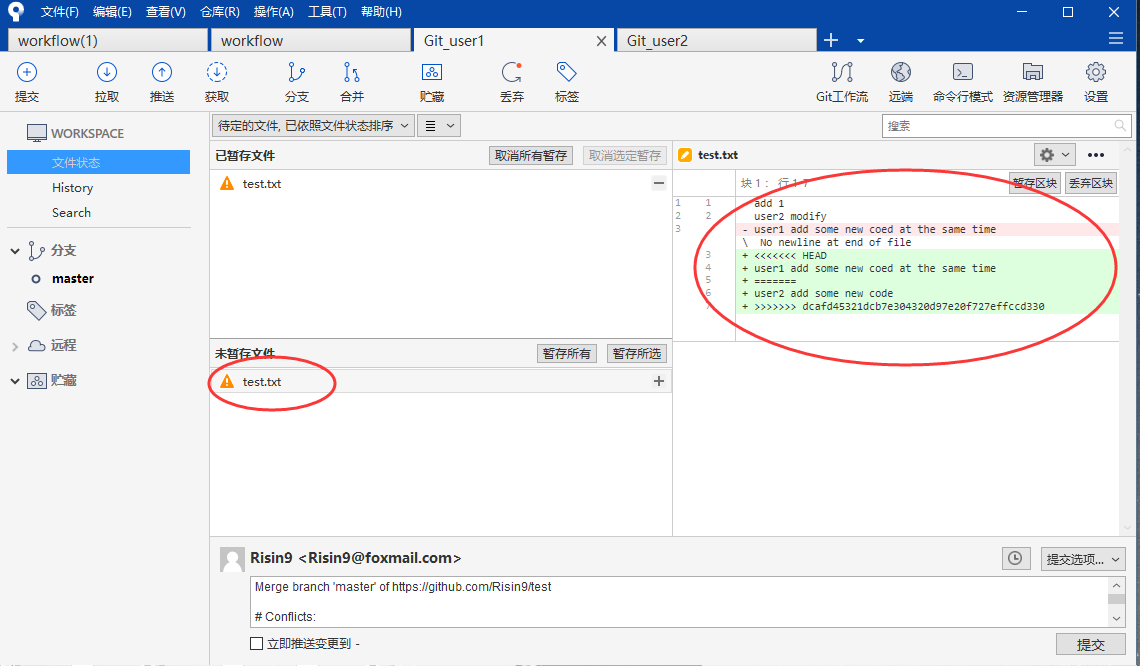 文件(F) 编辑(E) 查看(V) 仓库(R) 操作(A) 工具(T) 帮助(H)
workflow(1) workflow Git_user1 Git_user2
提交 拉取 推送 获取 分支 合并 贮藏 丢弃 标签 Git工作流 远端 命令行模式 资源管理器 设置
WORKSPACE
文件状态
History
Search
分支
master
标签
远程
贮藏
待定的文件, 已依照文件状态排序
搜索
已暂存文件 取消所有暂存 取消选定暂存
test.txt
未暂存文件 暂存所有 暂存所选
test.txt
test.txt
块 1： 行 1-7 暂存区块 丢弃区块
1 1 add 1
2 2 user2 modify
3 - user1 add some new coed at the same time
\ No newline at end of file
3 + <<<<<<< HEAD
4 + user1 add some new coed at the same time
5 + =======
6 + user2 add some new code
7 + >>>>>>> dcafd45321dcb7e304320d97e20f727effccd330
Risin9 <Risin9@foxmail.com>
提交选项...
Merge branch 'master' of https://github.com/Risin9/test
# Conflicts:
立即推送变更到 -
提交